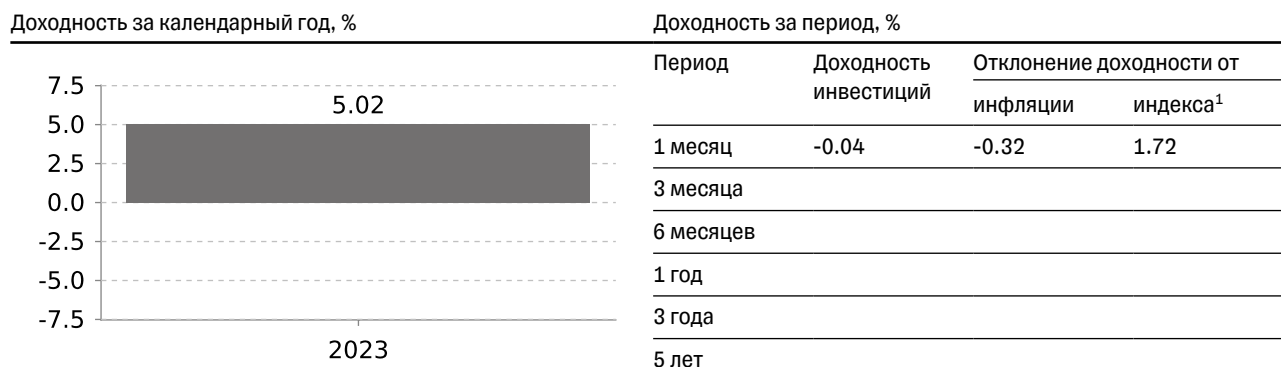 Доходность за календарный год, %
7.5
5.02
5.0
2.5
0.0
-2.5
-5.0
-7.5
2023
Доходность за период, %
Период Доходность инвестиций Отклонение доходности от
инфляции индекса¹
1 месяц -0.04 -0.32 1.72
3 месяца
6 месяцев
1 год
3 года
5 лет